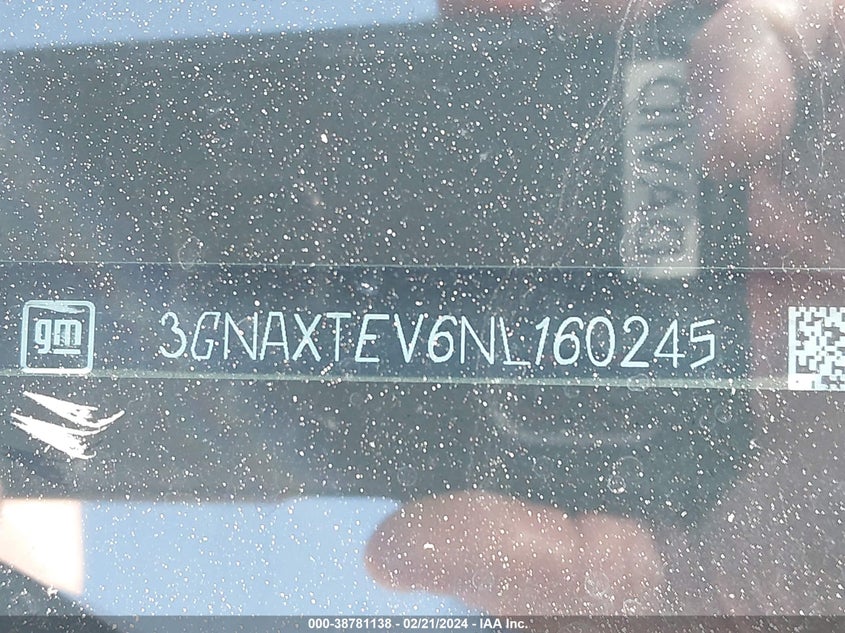 gm 3GNAXTEV6NL160245
000-38781138 - 02/21/2024 - IAA Inc.